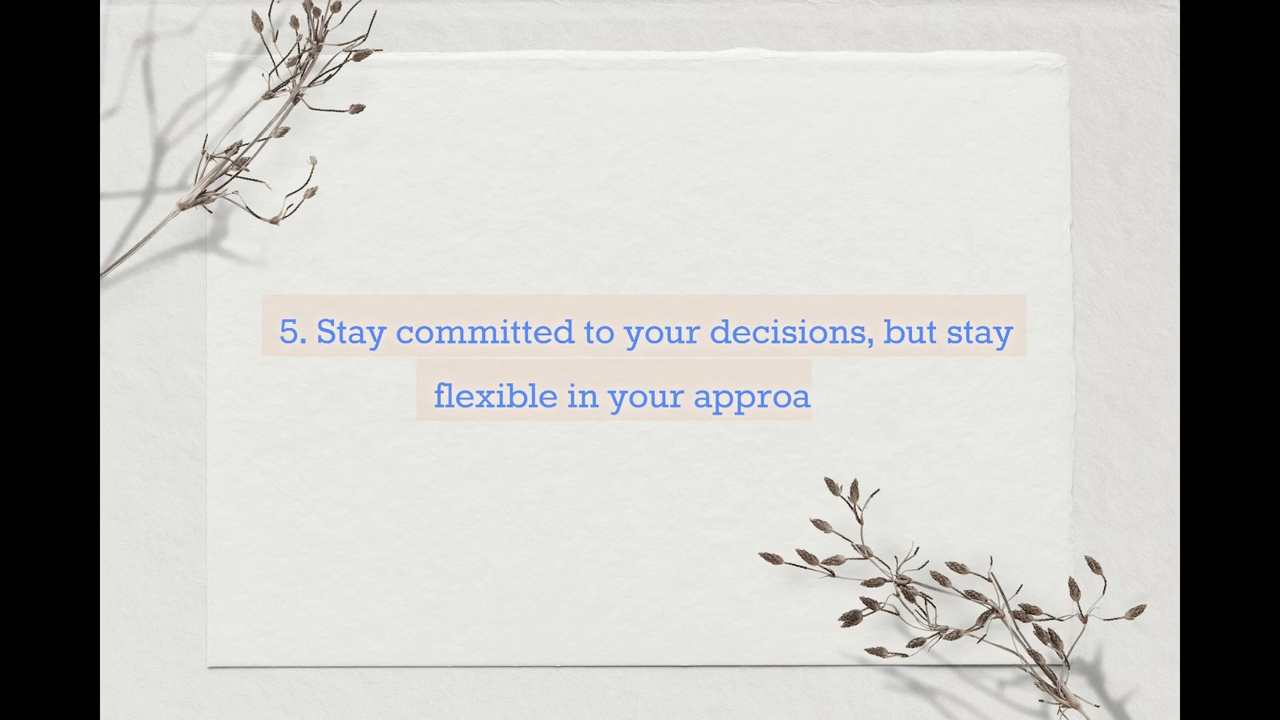 5. Stay committed to your decisions, but stay
flexible in your approa